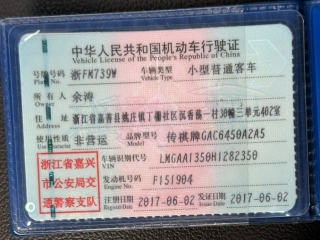 中华人民共和国机动车行驶证
Vehicle License of the People's Republic of China
号牌号码 浙FM739W 车辆类型 小型普通客车
Plate No. Vehicle Type
所有人 余涛
Owner
住址 浙江省嘉善县姚庄镇丁栅社区沉香荡一村39幢三单元402室
Address
使用性质 非营运 品牌型号 传祺牌GAC6450A2A5
Use Character Model
浙江省嘉兴
市公安局交
通警察支队
车辆识别代号 LMGAA1350H1282350
VIN
发动机号码 F151904
Engine No.
注册日期 2017-06-02 发证日期 2017-06-02
Register Date Issue Date